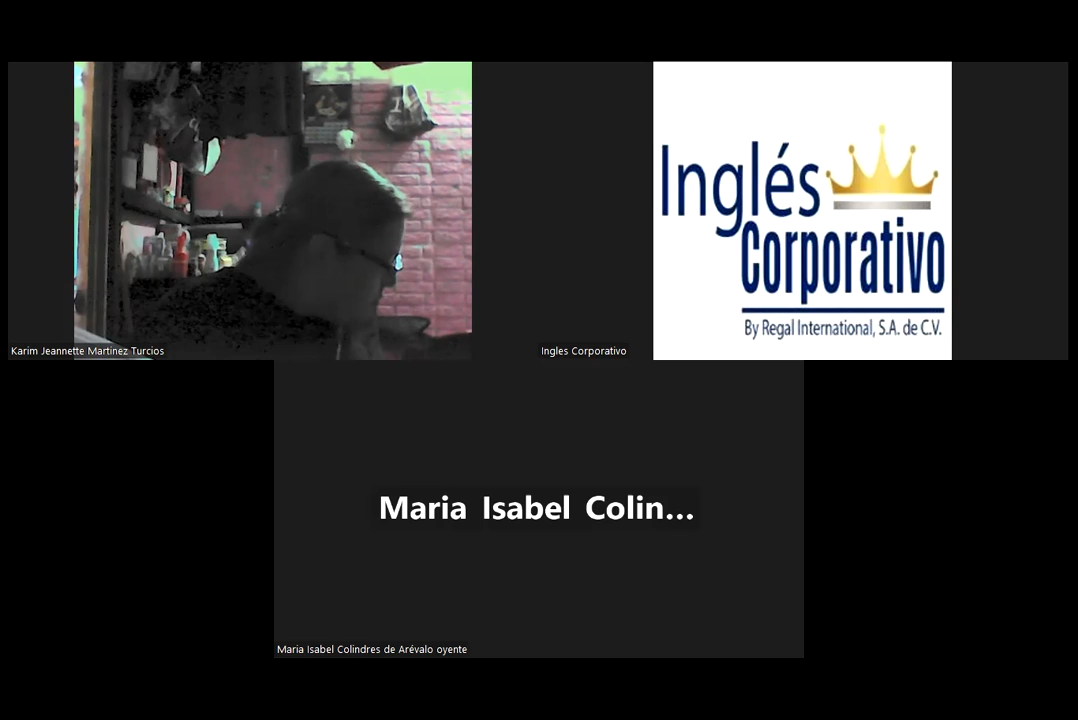 Karim Jeannette Martinez Turcios
Inglés
Corporativo
By Regal International, S.A. de C.V.
Ingles Corporativo
Maria Isabel Colin...
Maria Isabel Colindres de Arévalo oyente